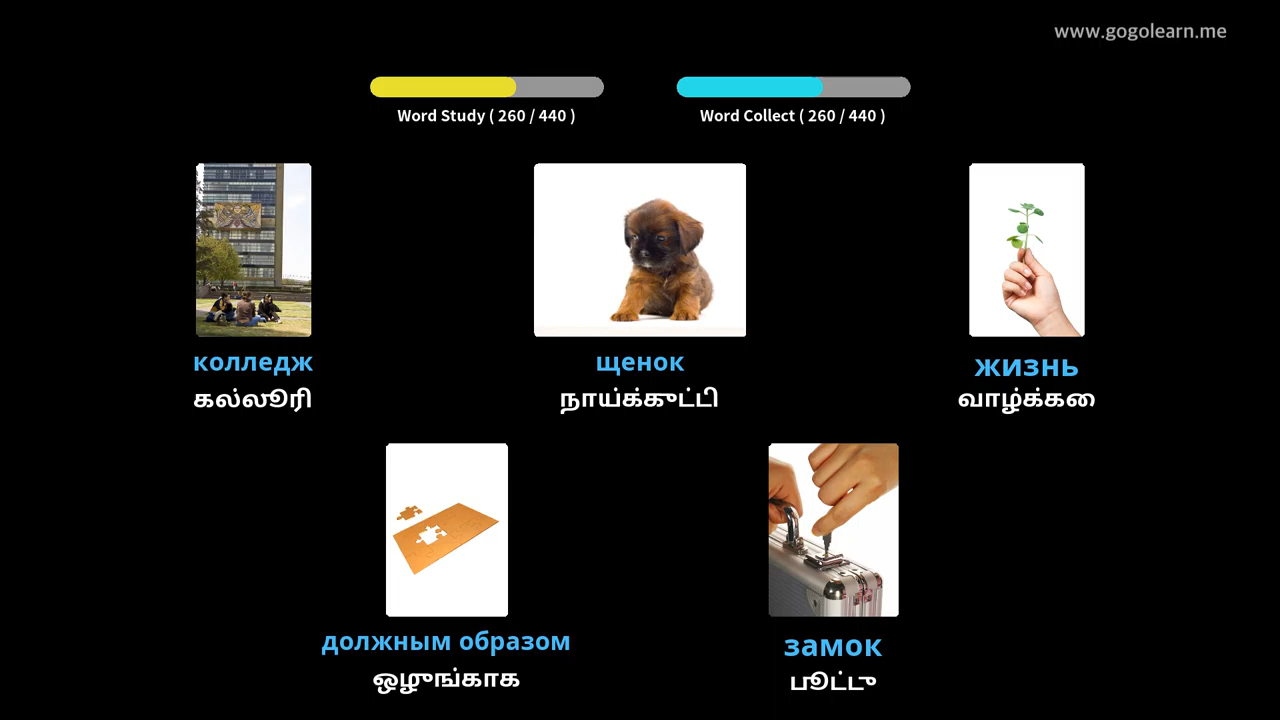 www.gogolearn.me
Word Study ( 260 / 440 )
Word Collect ( 260 / 440 )
колледж
கல்லூரி
щенок
நாய்க்குட்டி
жизнь
வாழ்க்கை
должным образом
ஒழுங்காக
замок
பூட்டு